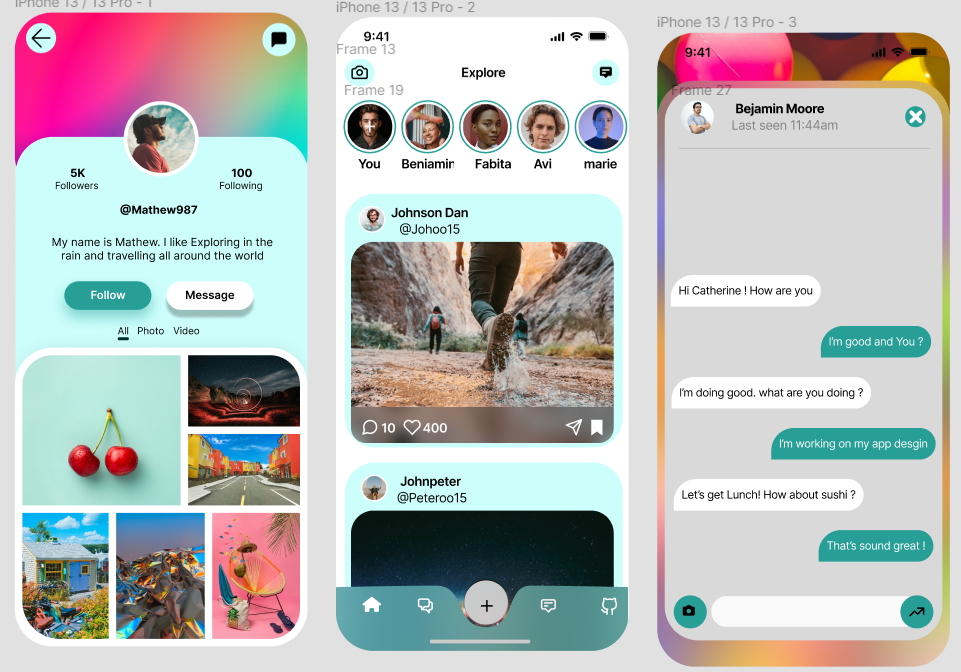 iPhone 13 / 13 Pro - 1
5K
Followers
100
Following
@Mathew987
My name is Mathew. I like Exploring in the
rain and travelling all around the world
Follow
Message
All Photo Video
iPhone 13 / 13 Pro - 2
9:41
Frame 13
Explore
Frame 19
You
Benjamin
Fabita
Avi
marie
Johnson Dan
@Johoo15
10
400
Johnpeter
@Peteroo15
iPhone 13 / 13 Pro - 3
9:41
Frame 27
Bejamin Moore
Last seen 11:44am
Hi Catherine ! How are you
I'm good and You ?
I'm doing good. what are you doing ?
I'm working on my app desgin
Let's get Lunch! How about sushi ?
That's sound great !